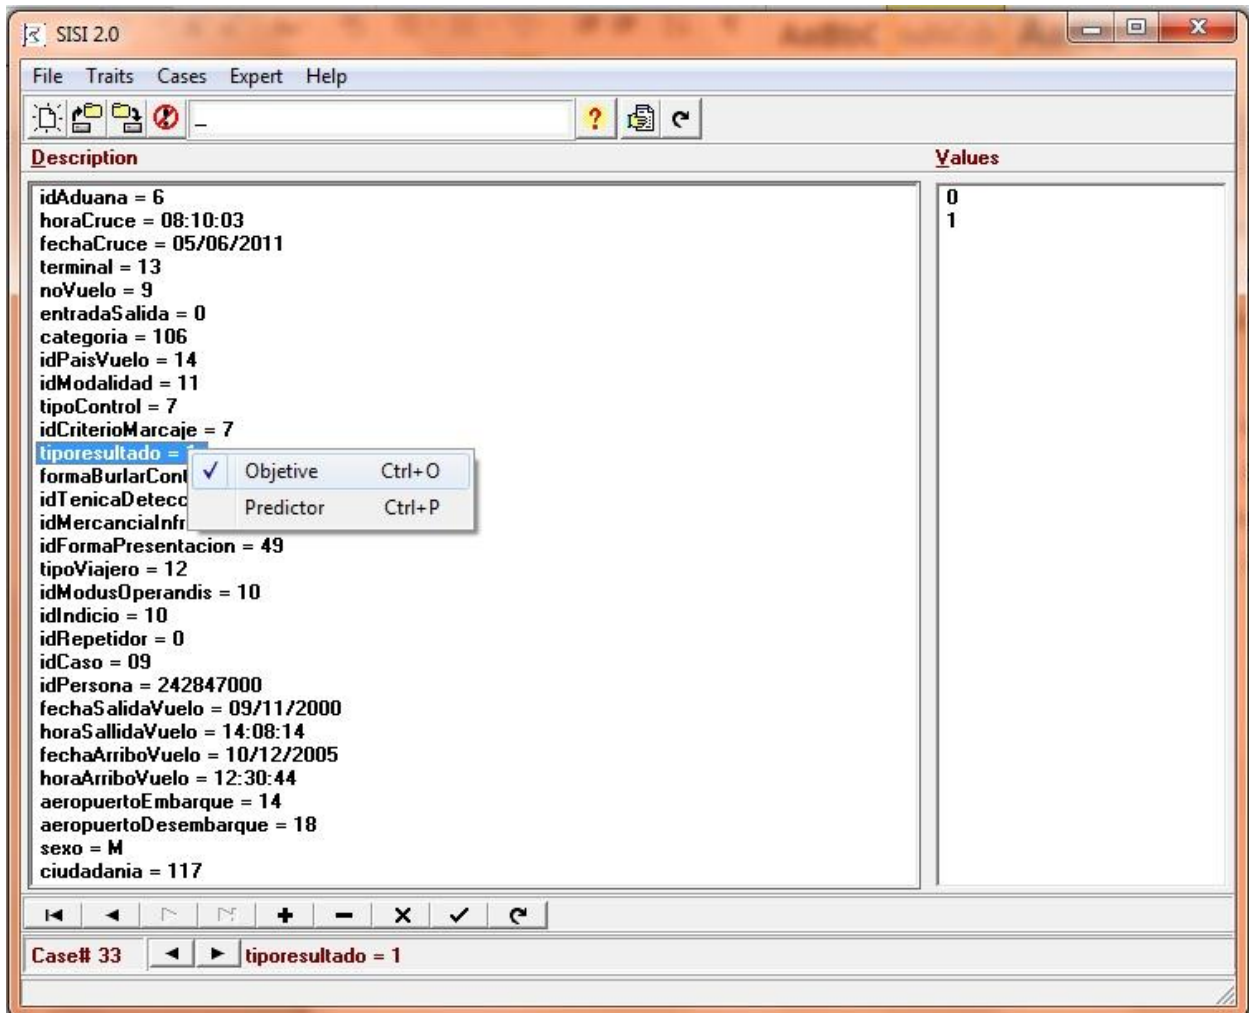 SISI 2.0
File Traits Cases Expert Help
_
Description Values
idAduana = 6
horaCruce = 08:10:03
fechaCruce = 05/06/2011
terminal = 13
noVuelo = 9
entradaSalida = 0
categoria = 106
idPaisVuelo = 14
idModalidad = 11
tipoControl = 7
idCriterioMarcaje = 7
tiporesultado = 1
formaBurlarCont
idTenicaDetecc
idMercanciaInfr
idFormaPresentacion = 49
tipoViajero = 12
idModusOperandis = 10
idIndicio = 10
idRepetidor = 0
idCaso = 09
idPersona = 242847000
fechaSalidaVuelo = 09/11/2000
horaSallidaVuelo = 14:08:14
fechaArriboVuelo = 10/12/2005
horaArriboVuelo = 12:30:44
aeropuertoEmbarque = 14
aeropuertoDesembarque = 18
sexo = M
ciudadania = 117
Objetive Ctrl+O
Predictor Ctrl+P
0
1
Case# 33 tiporesultado = 1